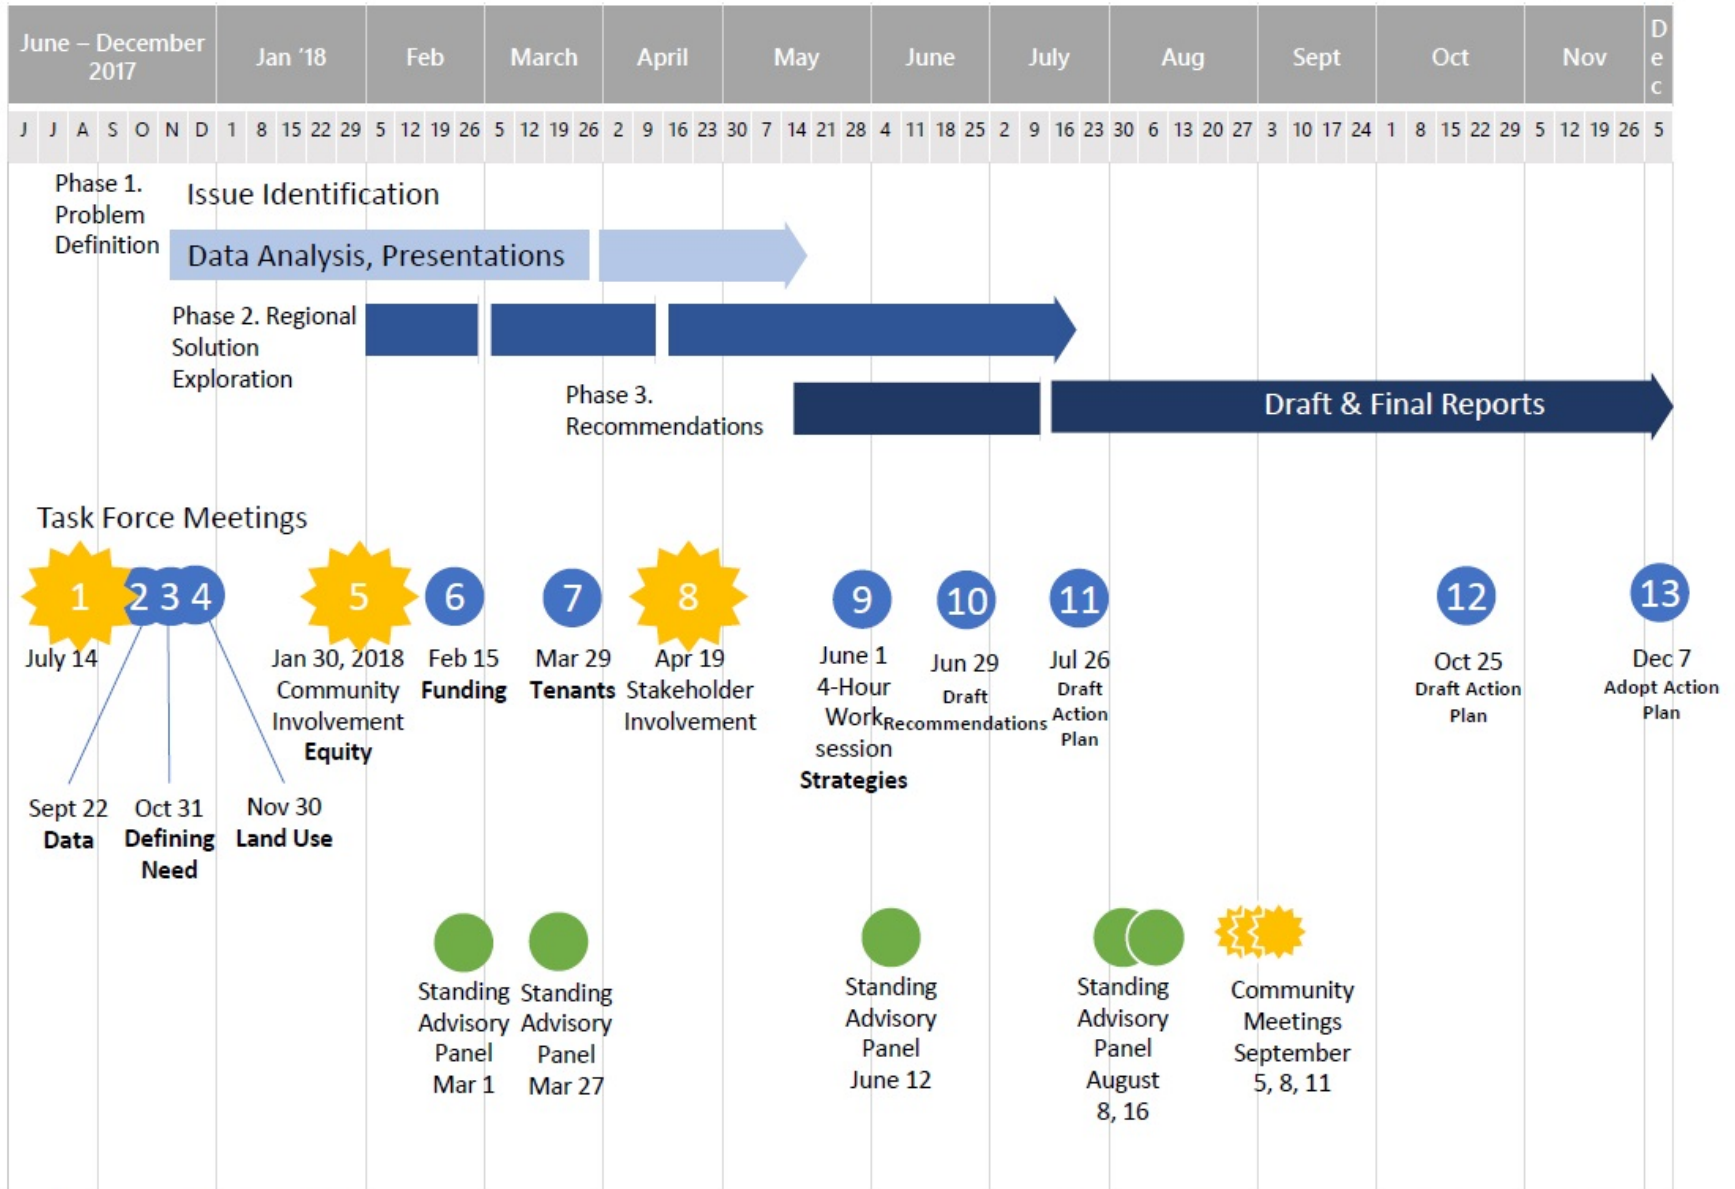 June – December
2017
Jan '18
Feb
March
April
May
June
July
Aug
Sept
Oct
Nov
D
e
c
J J A S O N D 1 8 15 22 29 5 12 19 26 5 12 19 26 2 9 16 23 30 7 14 21 28 4 11 18 25 2 9 16 23 30 6 13 20 27 3 10 17 24 1 8 15 22 29 5 12 19 26 5
Phase 1.
Problem
Definition
Issue Identification
Data Analysis, Presentations
Phase 2. Regional
Solution
Exploration
Phase 3.
Recommendations
Draft & Final Reports
Task Force Meetings
1
2
3
4
5
6
7
8
9
10
11
12
13
July 14
Jan 30, 2018
Community
Involvement
Equity
Feb 15
Funding
Mar 29
Tenants
Apr 19
Stakeholder
Involvement
June 1
4-Hour
Work
session
Strategies
Jun 29
Draft
Recommendations
Jul 26
Draft
Action
Plan
Oct 25
Draft Action
Plan
Dec 7
Adopt Action
Plan
Sept 22
Data
Oct 31
Defining
Need
Nov 30
Land Use
Standing
Advisory
Panel
Mar 1
Standing
Advisory
Panel
Mar 27
Standing
Advisory
Panel
June 12
Standing
Advisory
Panel
August
8, 16
Community
Meetings
September
5, 8, 11